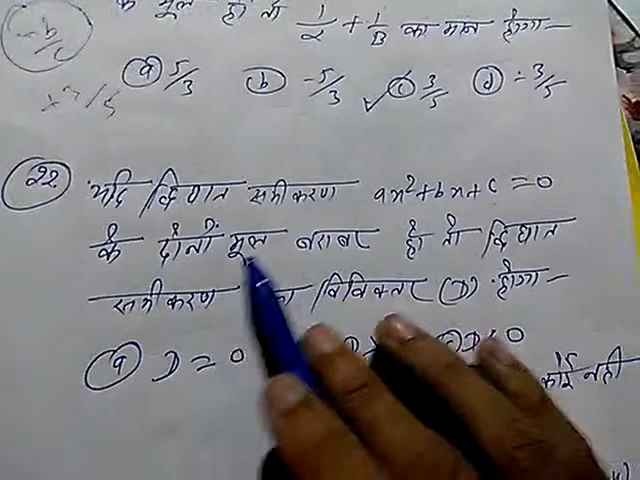 के मूल हो तो 1/α + 1/β का मान होगा—
-b/c
(a) 5/3 (b) -5/3 ✓(c) 3/5 (d) -3/5
+3/5
(22) यदि द्विघात समीकरण ax²+bx+c=0
के दोनों मूल बराबर हो तो द्विघात
समीकरण का विविक्तर (D) होगा—
(a) D = 0
कोई नहीं